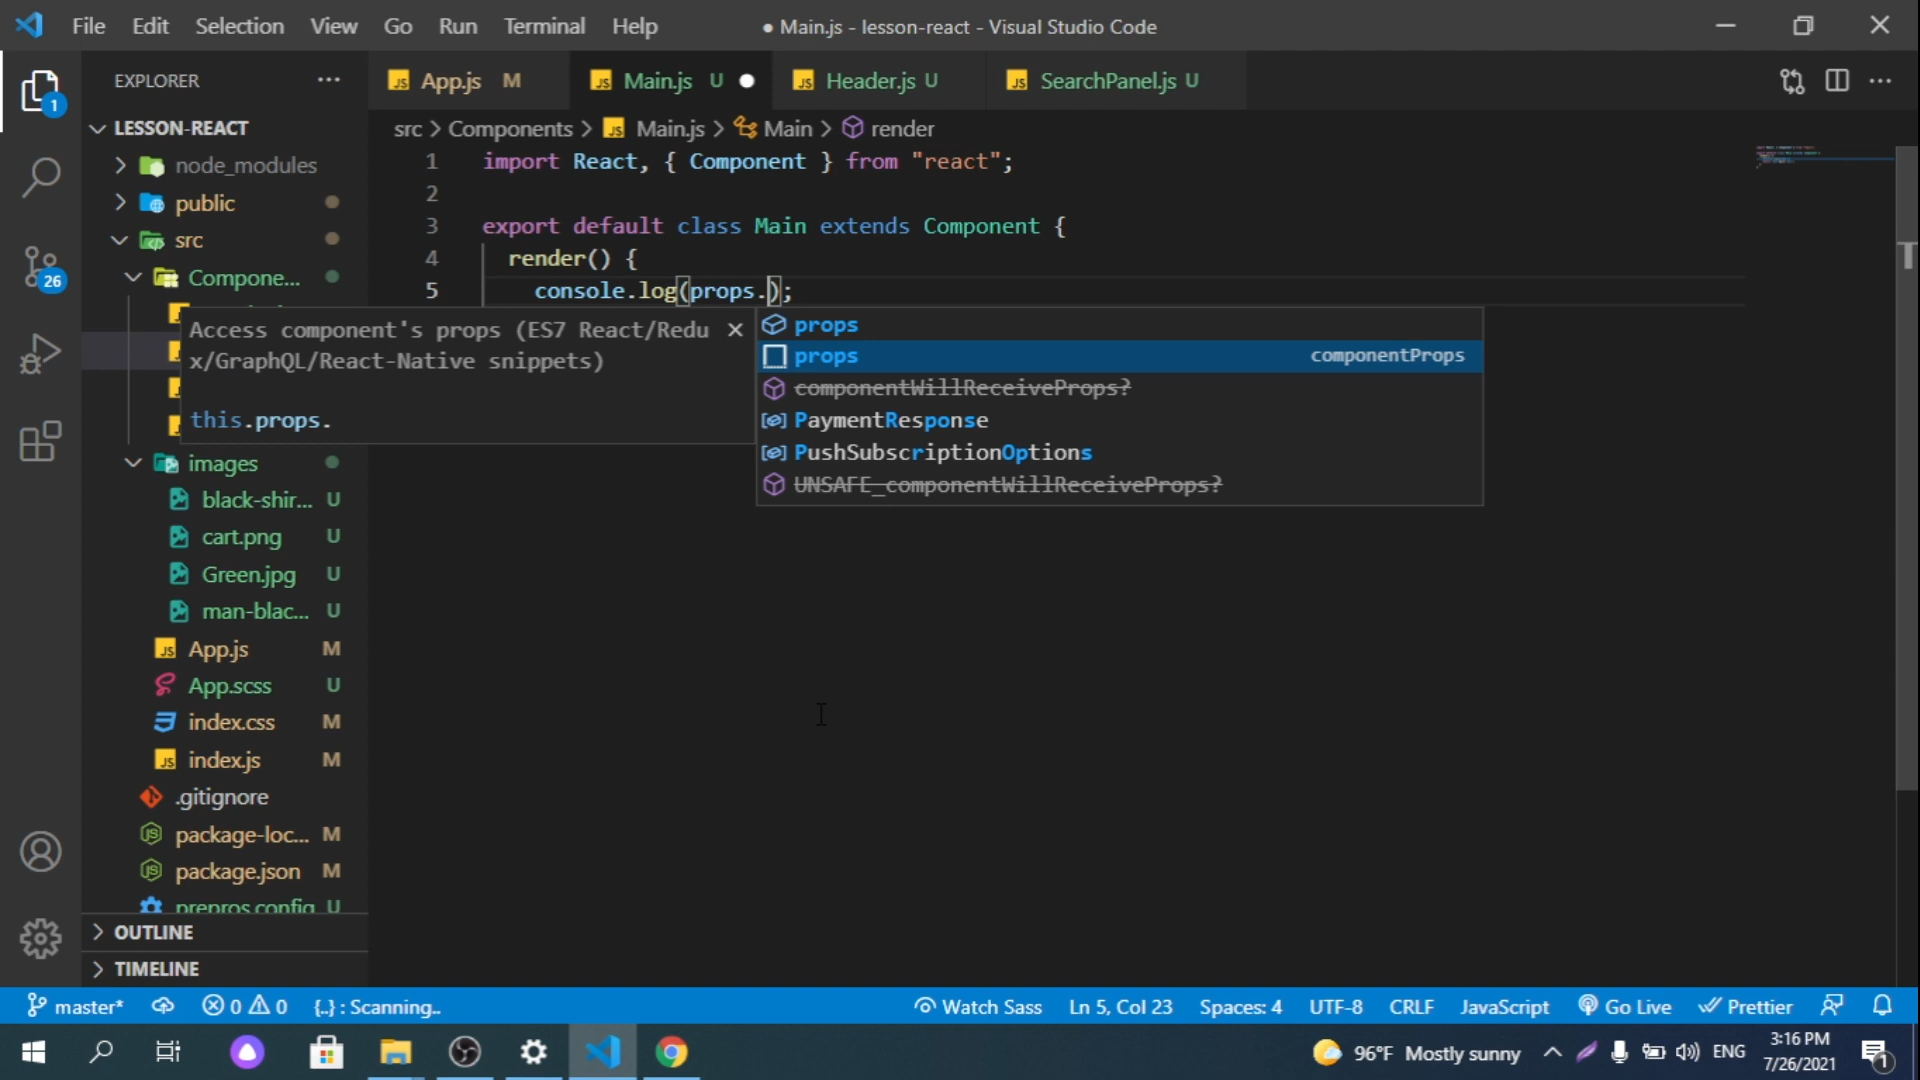 File Edit Selection View Go Run Terminal Help ● Main.js - lesson-react - Visual Studio Code
EXPLORER
App.js M Main.js U Header.js U SearchPanel.js U
src > Components > Main.js > Main > render
LESSON-REACT
node_modules
public
src
Compone...
images
black-shir... U
cart.png U
Green.jpg U
man-blac... U
App.js M
App.scss U
index.css M
index.js M
.gitignore
package-loc... M
package.json M
prepros.config U
OUTLINE
TIMELINE
1 import React, { Component } from "react";
2
3 export default class Main extends Component {
4 render() {
5 console.log(props.);
Access component's props (ES7 React/Redu
x/GraphQL/React-Native snippets)
this.props.
props
props componentProps
componentWillReceiveProps?
PaymentResponse
PushSubscriptionOptions
UNSAFE_componentWillReceiveProps?
1
26
master* 0 0 {..} : Scanning.. Watch Sass Ln 5, Col 23 Spaces: 4 UTF-8 CRLF JavaScript Go Live Prettier
96°F Mostly sunny ENG 3:16 PM
7/26/2021
1